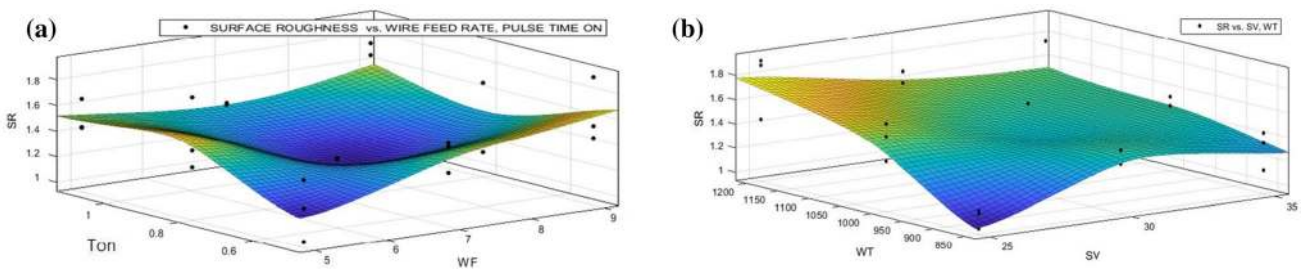 (a)
SURFACE ROUGHNESS vs. WIRE FEED RATE, PULSE TIME ON
1.8
1.6
1.4
1.2
1
SR
1
0.8
0.6
Ton
5
6
7
8
9
WF
(b)
SR vs. SV, WT
1.8
1.6
1.4
1.2
1
SR
1200
1150
1100
1050
1000
950
900
850
WT
25
30
35
SV